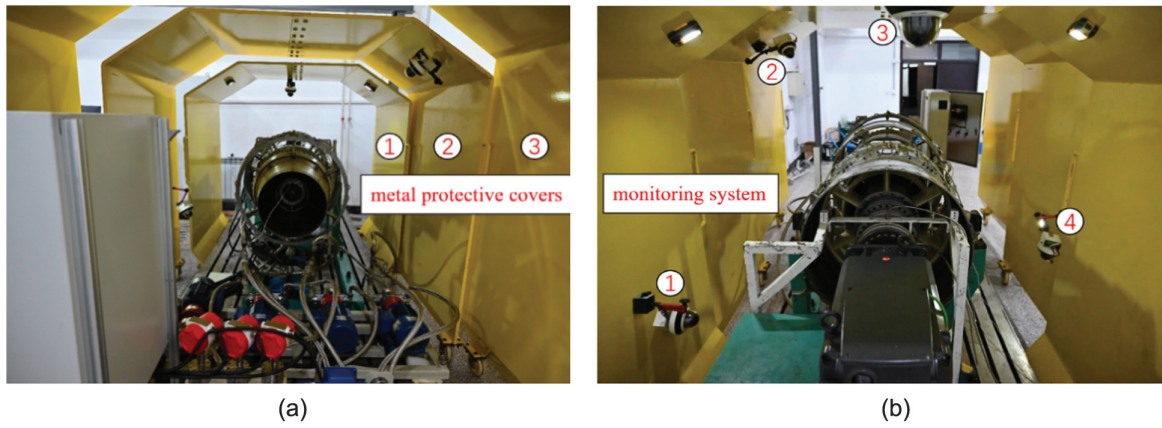 ① ② ③
metal protective covers
③
②
monitoring system
④
①
(a) (b)